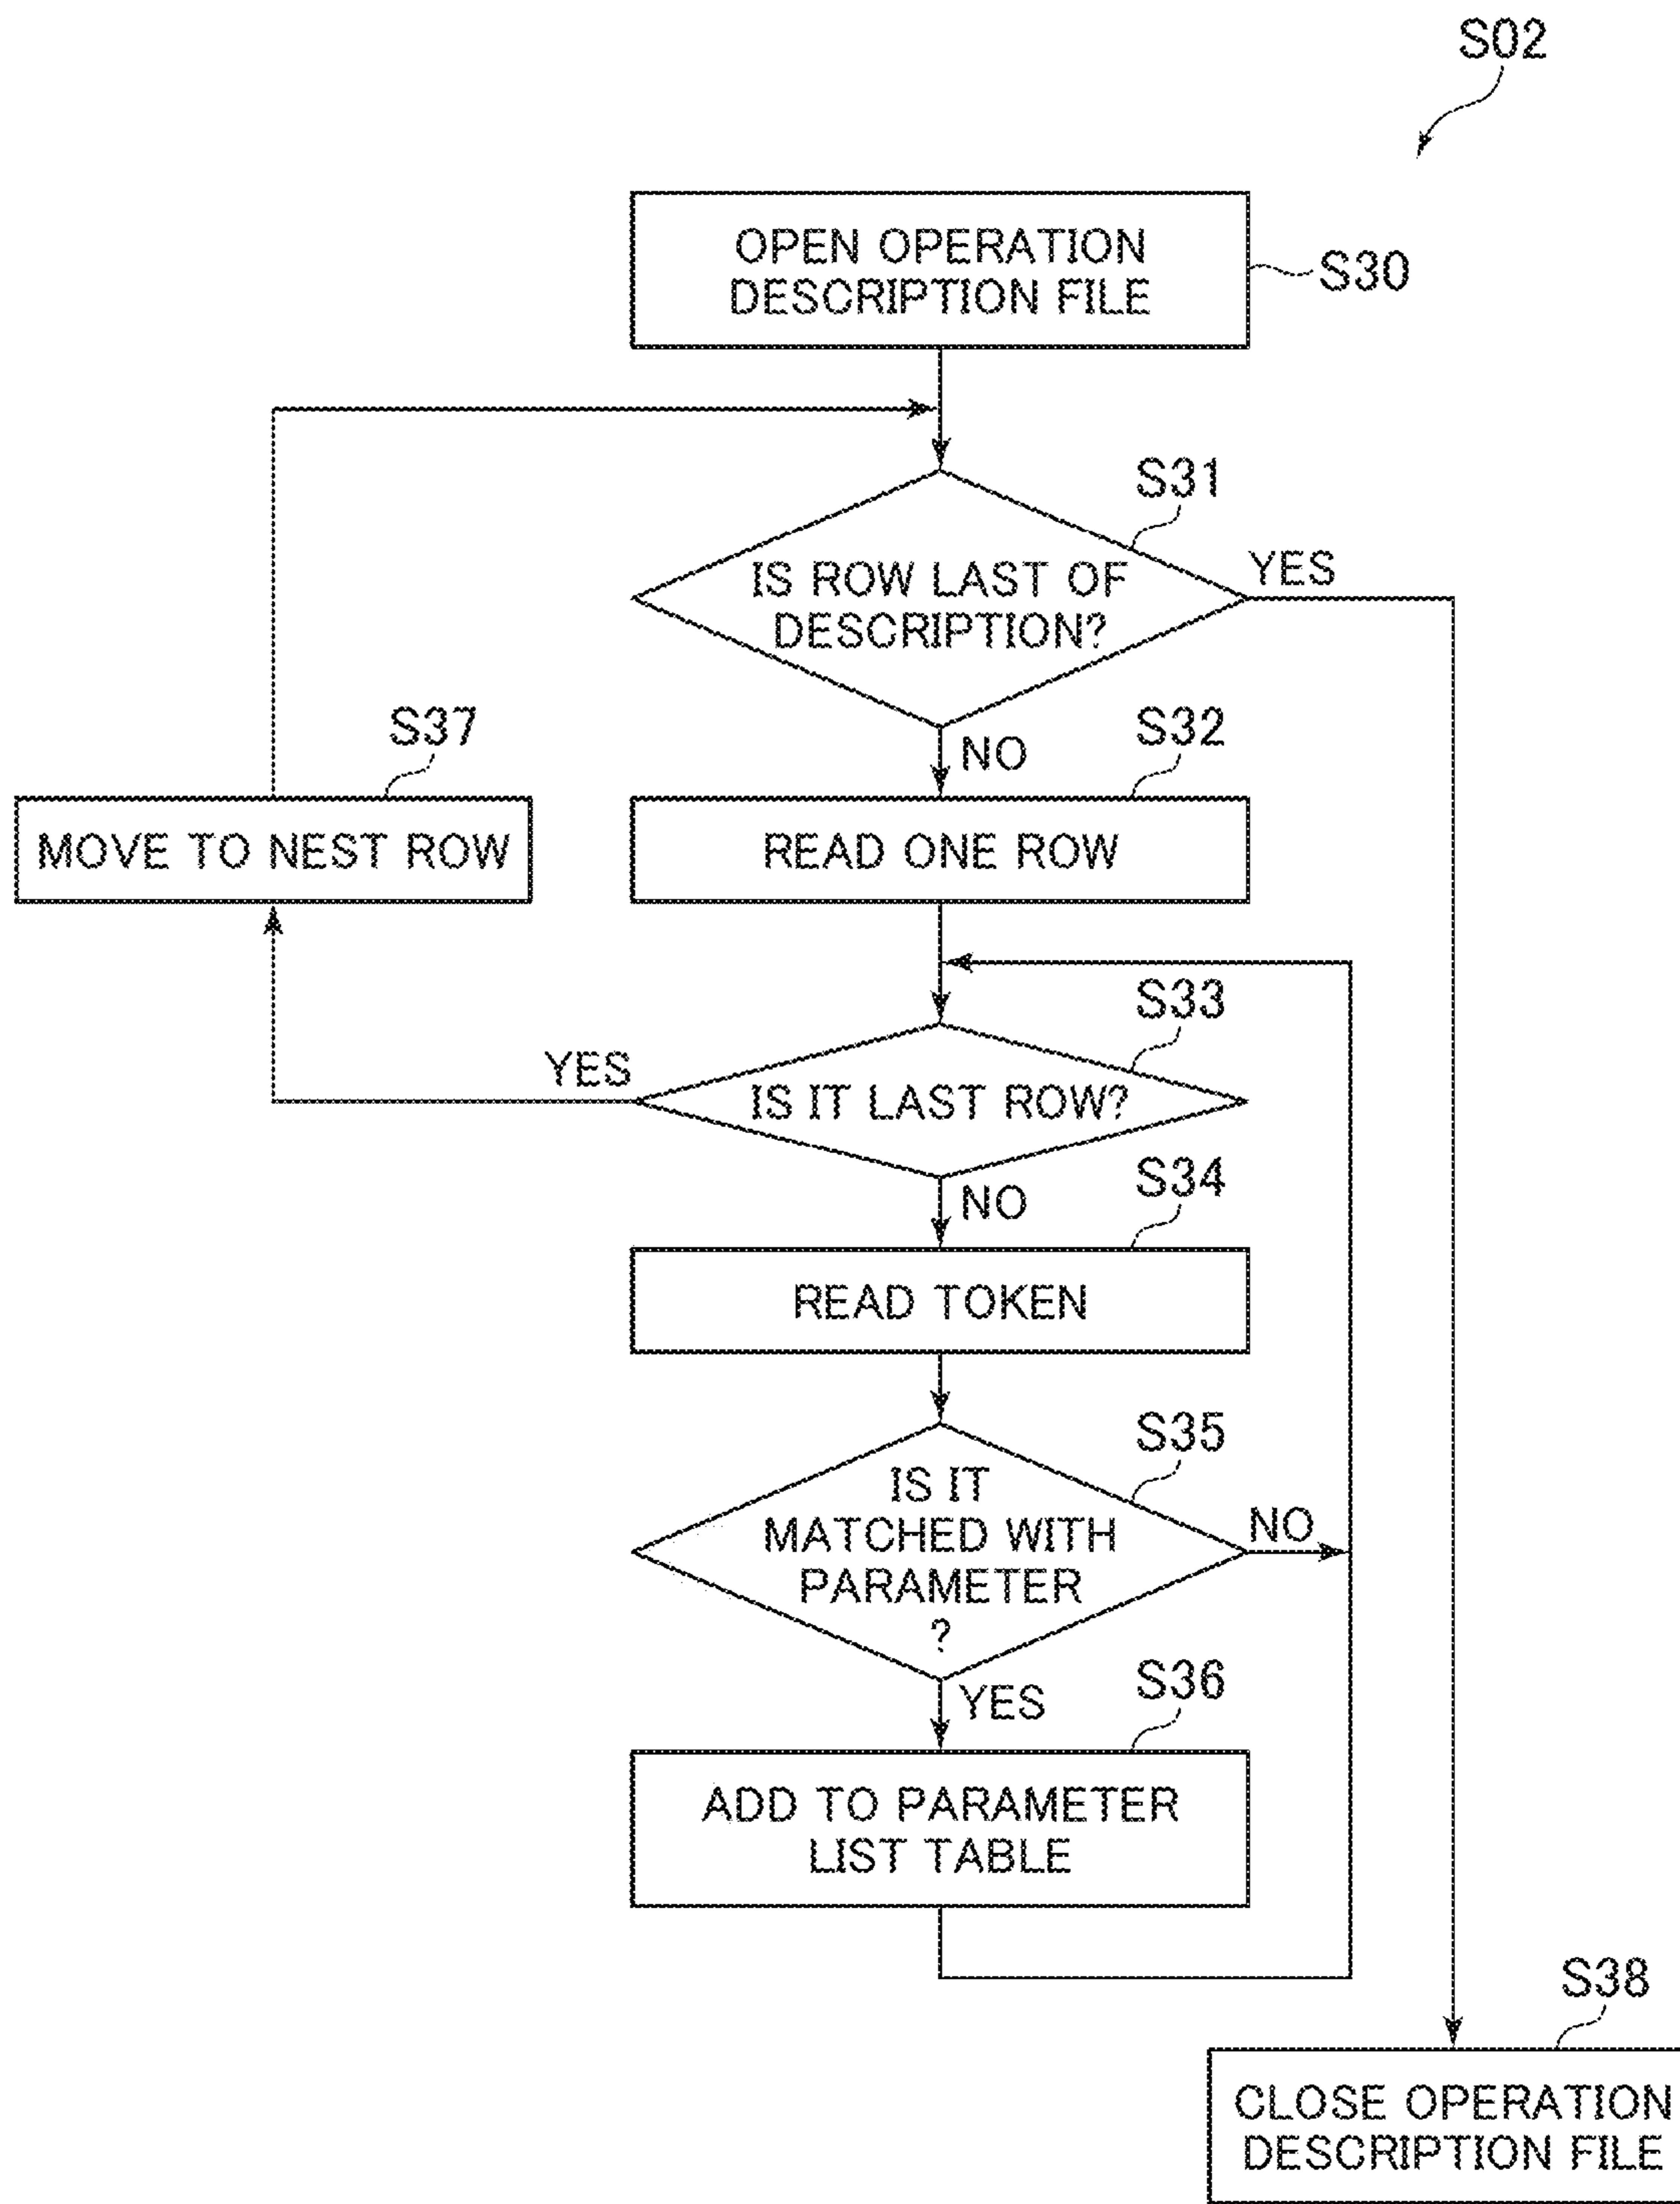 S02
OPEN OPERATION
DESCRIPTION FILE
S30
S31
IS ROW LAST OF
DESCRIPTION?
YES
NO
S37
S32
MOVE TO NEST ROW
READ ONE ROW
S33
YES
IS IT LAST ROW?
NO
S34
READ TOKEN
S35
IS IT
MATCHED WITH
PARAMETER
?
NO
YES
S36
ADD TO PARAMETER
LIST TABLE
S38
CLOSE OPERATION
DESCRIPTION FILE